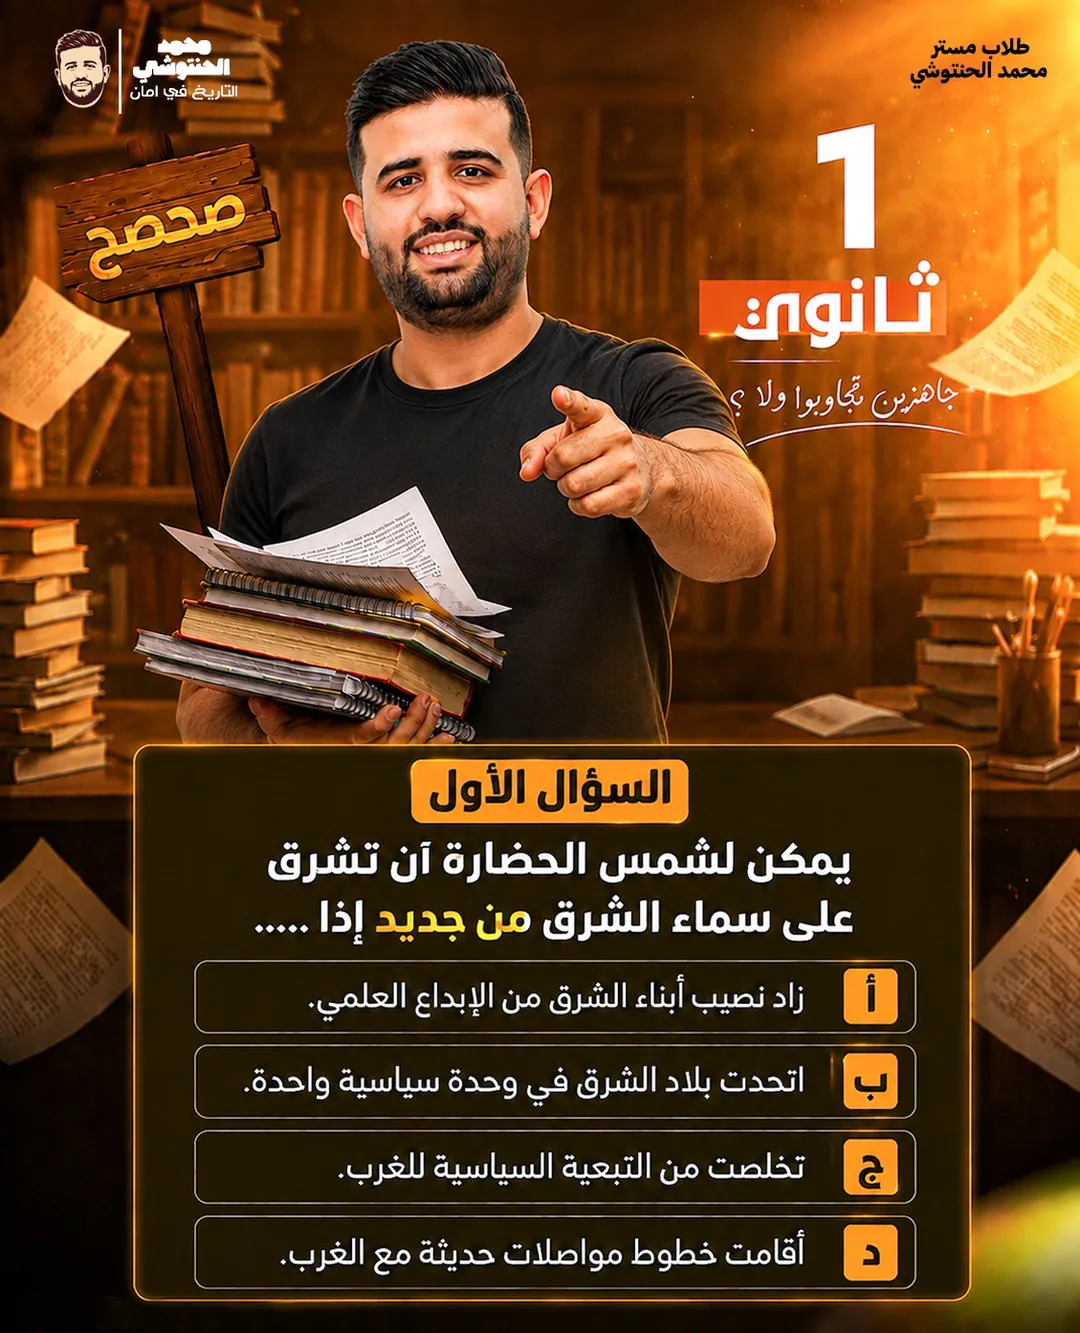 محمد
الحنتوشي
التاريخ في امان
طلاب مستر
محمد الحنتوشي
صحصح
1
ثانوي
جاهزين تجاوبوا ولا ؟
السؤال الأول
يمكن لشمس الحضارة أن تشرق
على سماء الشرق من جديد إذا .....
أ
زاد نصيب أبناء الشرق من الإبداع العلمي.
ب
اتحدت بلاد الشرق في وحدة سياسية واحدة.
ج
تخلصت من التبعية السياسية للغرب.
د
أقامت خطوط مواصلات حديثة مع الغرب.